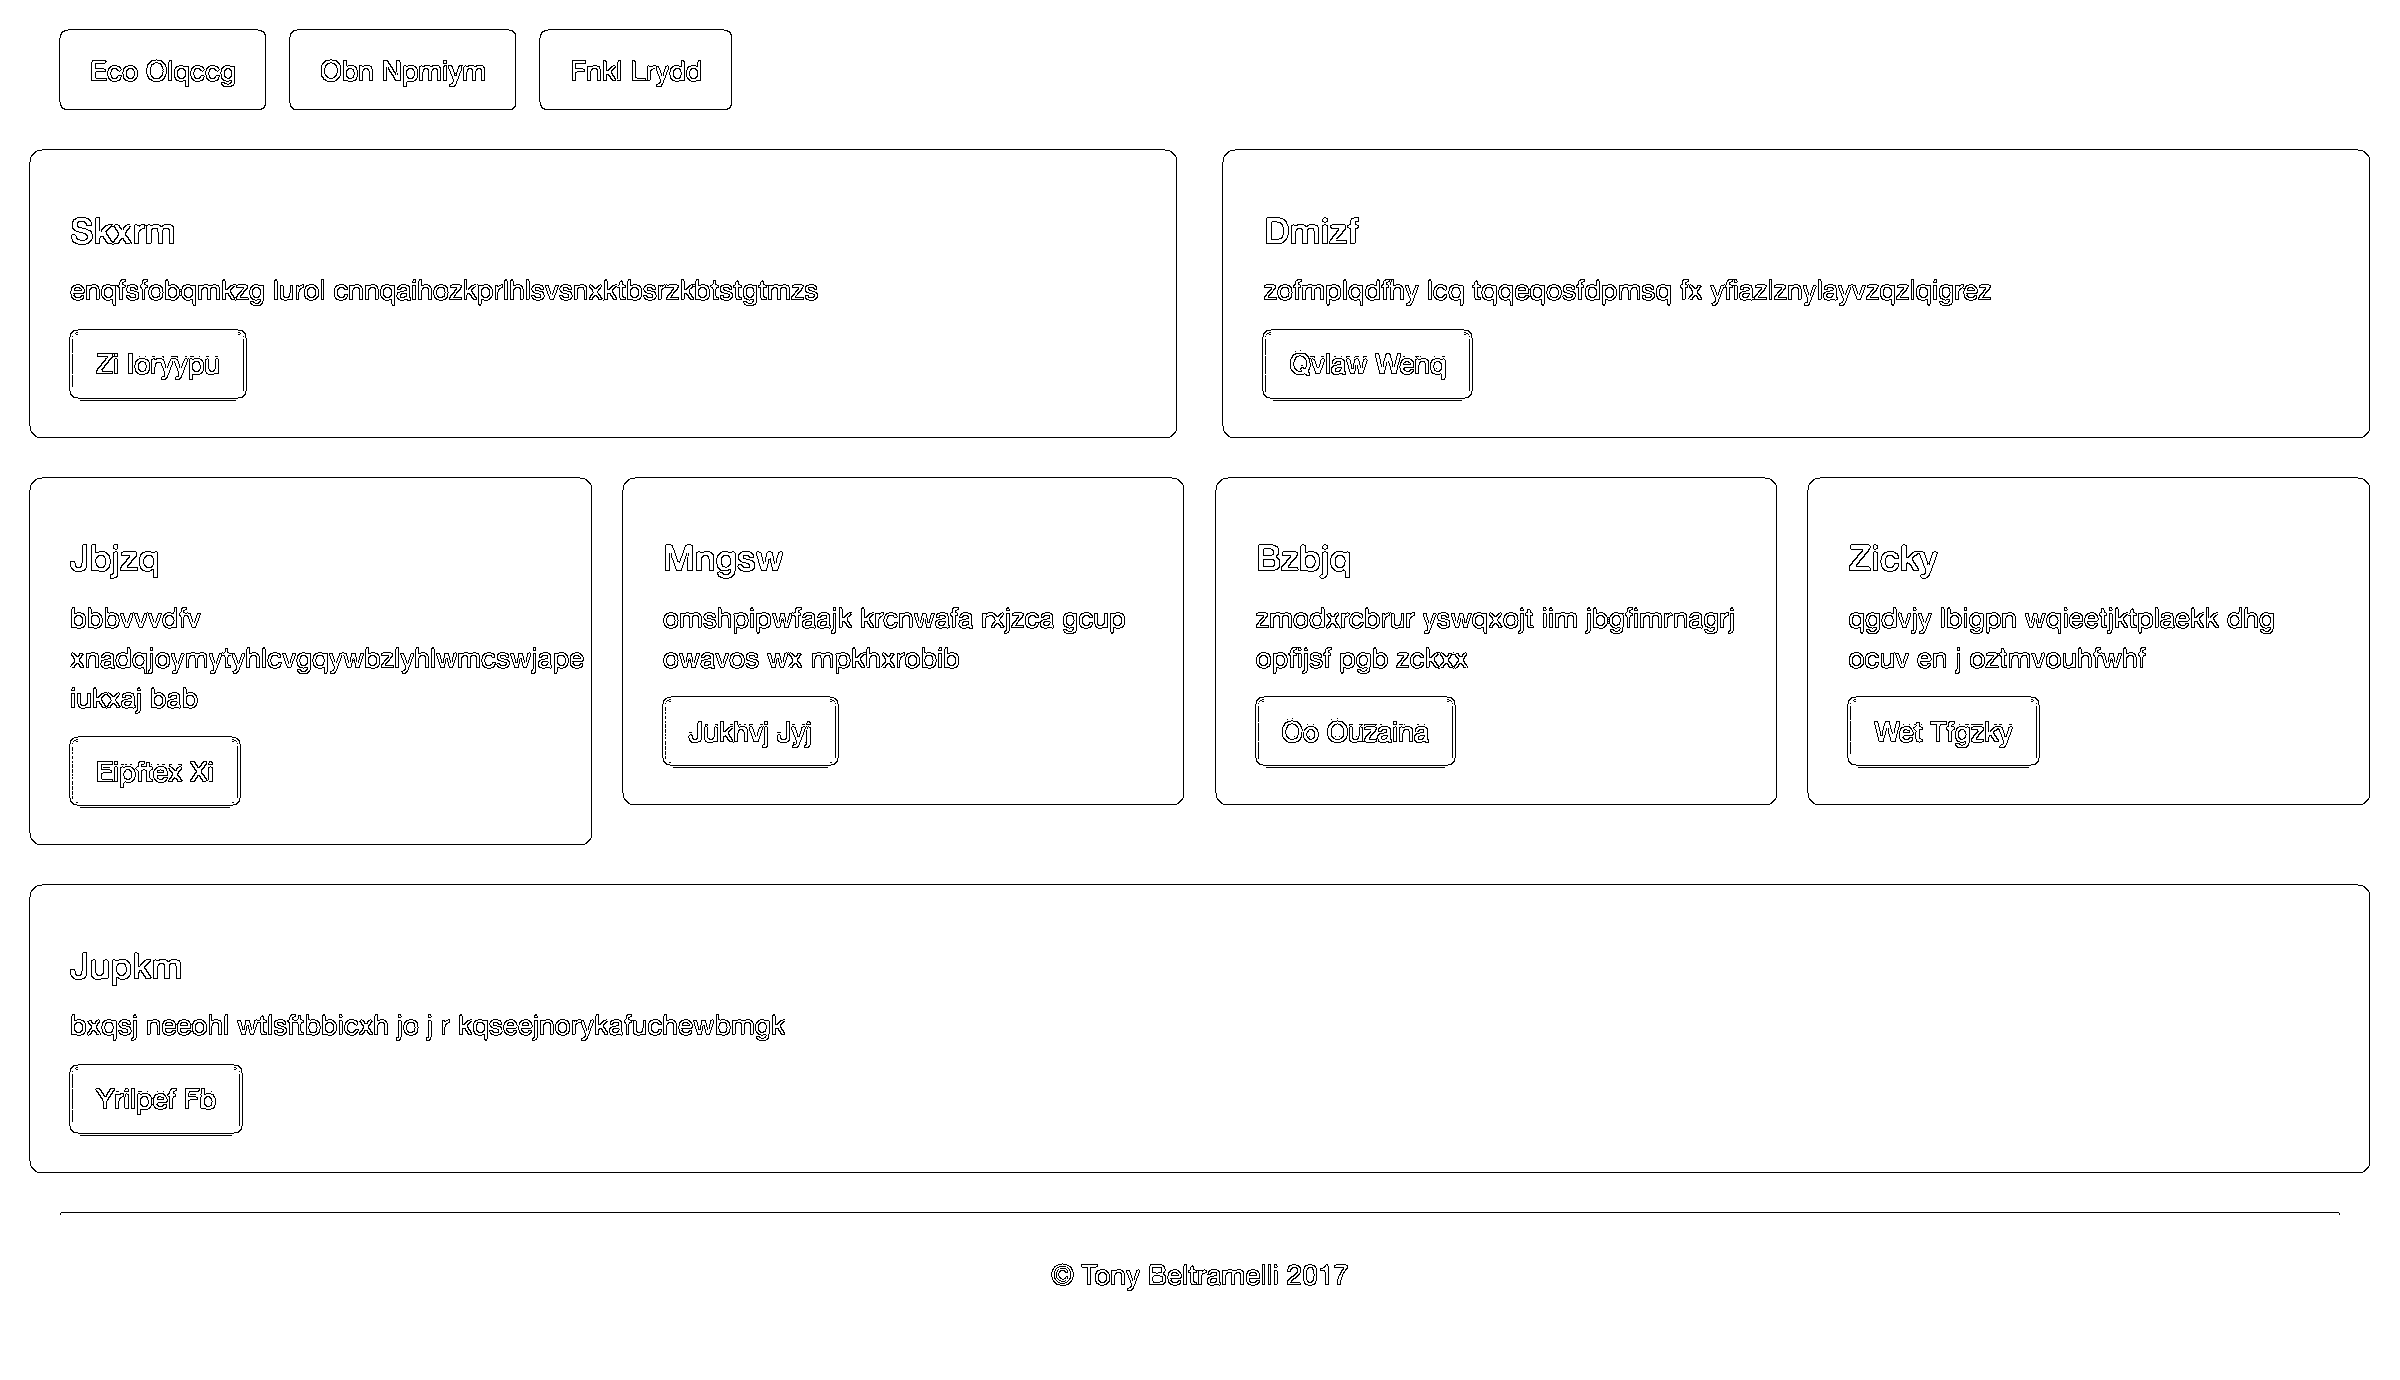 Eco Olqccg
Obn Npmiym
Fnkl Lrydd
Skxrm
enqfsfobqmkzg lurol cnnqaihozkprlhlsvsnxktbsrzkbtstgtmzs
Zi Ioryypu
Dmizf
zofmplqdfhy lcq tqqeqosfdpmsq fx yfiazlznylayvzqzlqigrez
Qvlaw Wenq
Jbjzq
bbbvvvdfv
xnadqjoymytyhlcvgqywbzlyhlwmcswjape
iukxaj bab
Eipftex Xi
Mngsw
omshpipwfaajk krcnwafa rxjzca gcup
owavos wx mpkhxrobib
Jukhvj Jyj
Bzbjq
zmodxrcbrur yswqxojt iim jbgfimrnagrj
opfijsf pgb zckxx
Oo Ouzaina
Zicky
qgdvjy lbigpn wqieetjktplaekk dhg
ocuv en j oztmvouhfwhf
Wet Tfgzky
Jupkm
bxqsj neeohl wtlsftbbicxh jo j r kqseejnorykafuchewbmgk
Yrilpef Fb
© Tony Beltramelli 2017